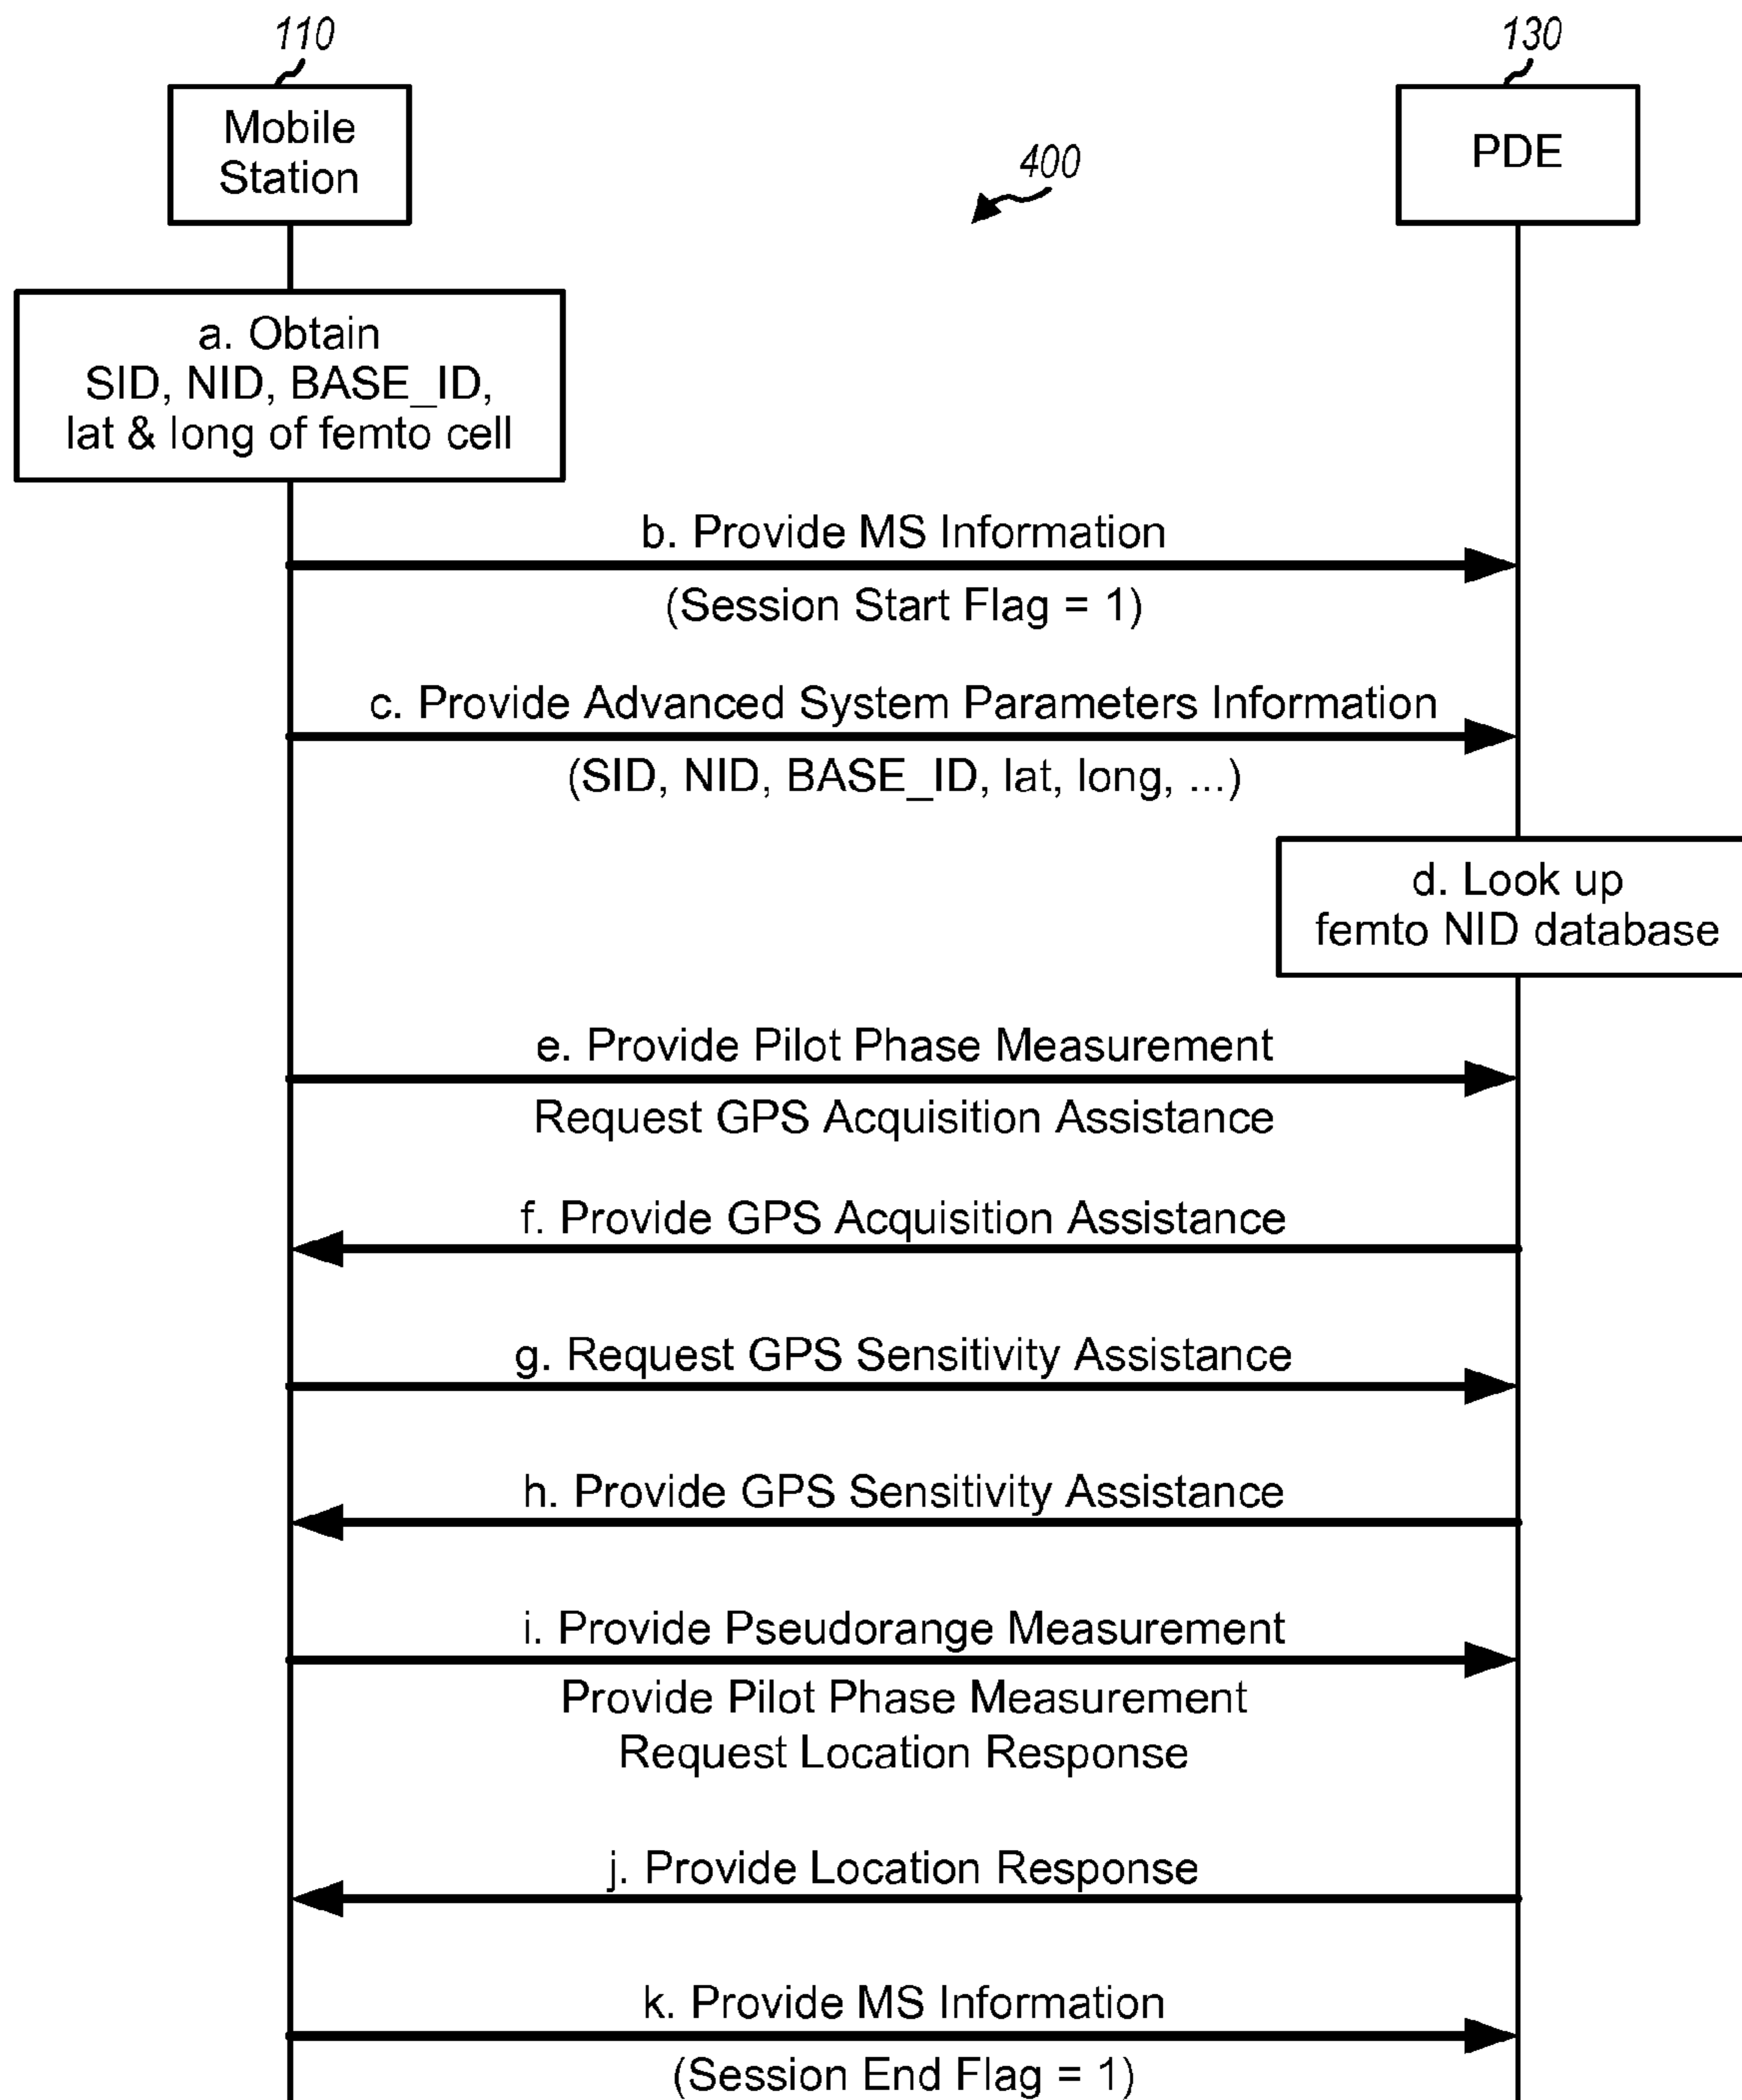 110
130
Mobile
Station
PDE
400
a. Obtain
SID, NID, BASE_ID,
lat & long of femto cell
b. Provide MS Information
(Session Start Flag = 1)
c. Provide Advanced System Parameters Information
(SID, NID, BASE_ID, lat, long, ...)
d. Look up
femto NID database
e. Provide Pilot Phase Measurement
Request GPS Acquisition Assistance
f. Provide GPS Acquisition Assistance
g. Request GPS Sensitivity Assistance
h. Provide GPS Sensitivity Assistance
i. Provide Pseudorange Measurement
Provide Pilot Phase Measurement
Request Location Response
j. Provide Location Response
k. Provide MS Information
(Session End Flag = 1)